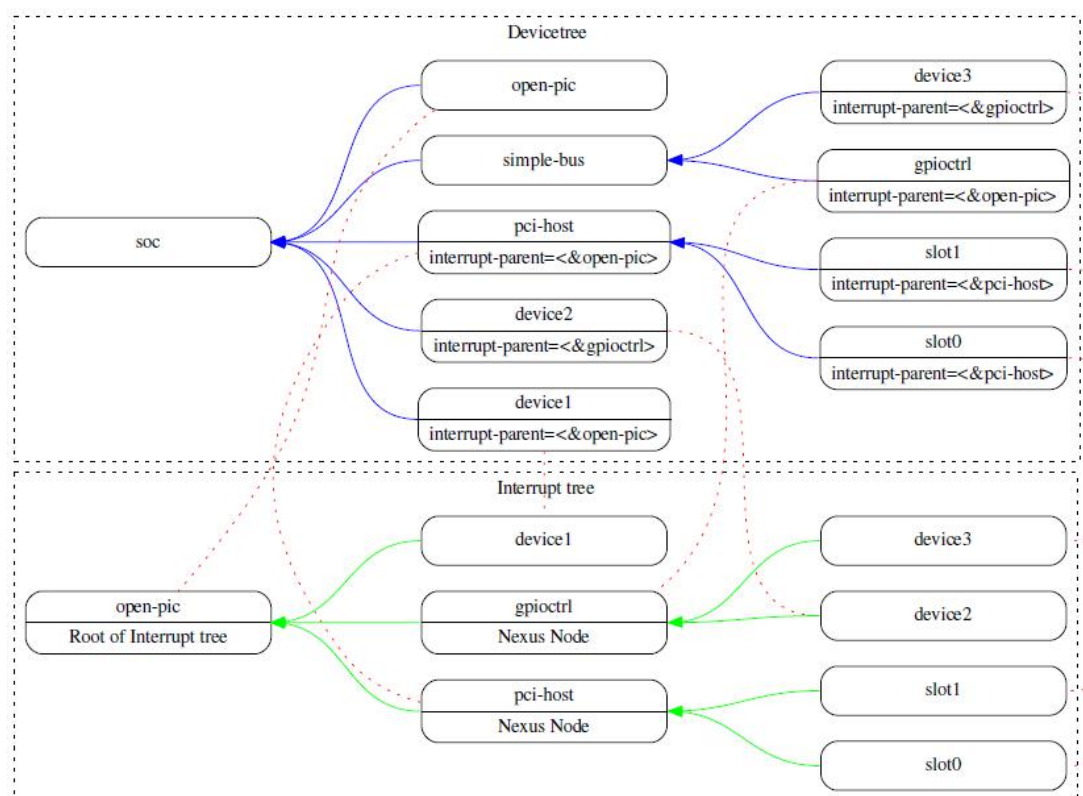 Devicetree
open-pic
device3
interrupt-parent=<&gpioctrl>
simple-bus
gpioctrl
interrupt-parent=<&open-pic>
soc
pci-host
interrupt-parent=<&open-pic>
slot1
interrupt-parent=<&pci-host>
device2
interrupt-parent=<&gpioctrl>
slot0
interrupt-parent=<&pci-host>
device1
interrupt-parent=<&open-pic>
Interrupt tree
device1
device3
open-pic
Root of Interrupt tree
gpioctrl
Nexus Node
device2
pci-host
Nexus Node
slot1
slot0